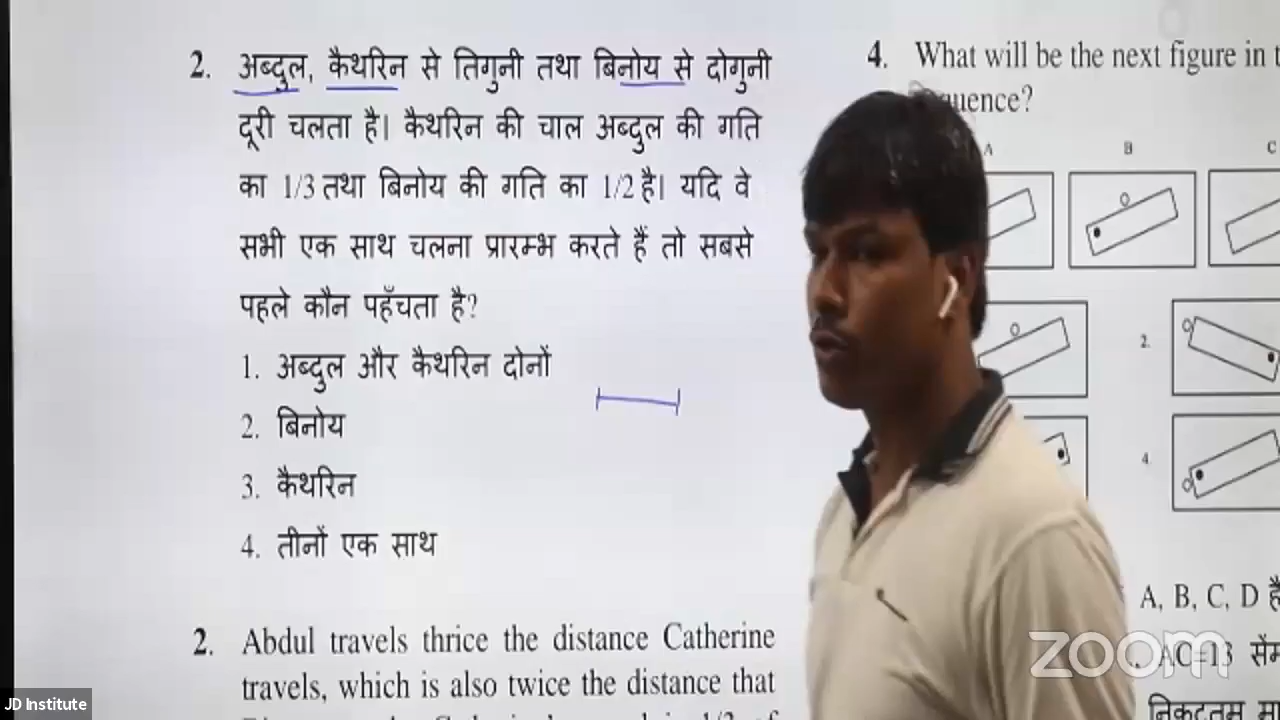 2. अब्दुल, कैथरिन से तिगुनी तथा बिनोय से दोगुनी
दूरी चलता है। कैथरिन की चाल अब्दुल की गति
का 1/3 तथा बिनोय की गति का 1/2 है। यदि वे
सभी एक साथ चलना प्रारम्भ करते हैं तो सबसे
पहले कौन पहुँचता है?
1. अब्दुल और कैथरिन दोनों
2. बिनोय
3. कैथरिन
4. तीनों एक साथ
2. Abdul travels thrice the distance Catherine
travels, which is also twice the distance that
4. What will be the next figure in
A B C
2.
4.
A, B, C, D है
AC=13
zoom
JD Institute